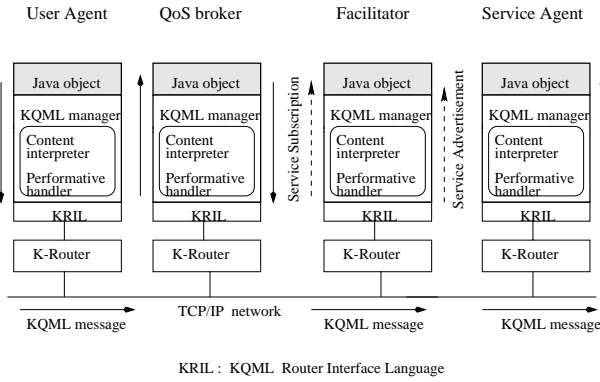 User Agent
QoS broker
Facilitator
Service Agent
Java object
Java object
Java object
Java object
KQML manager
KQML manager
KQML manager
KQML manager
Content
interpreter
Performative
handler
Content
interpreter
Performative
handler
Service Subscription
Content
interpreter
Performative
handler
Service Advertisement
Content
interpreter
Performative
handler
KRIL
KRIL
KRIL
KRIL
K-Router
K-Router
K-Router
K-Router
TCP/IP network
KQML message
KQML message
KQML message
KRIL : KQML Router Interface Language